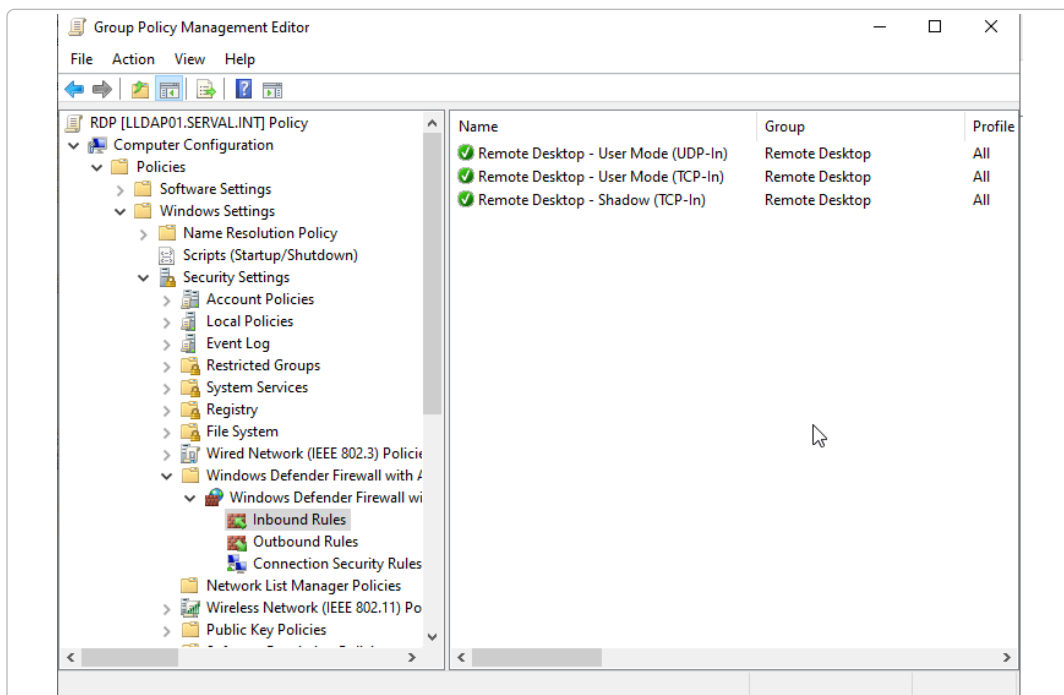 Group Policy Management Editor
File Action View Help
RDP [LLDAP01.SERVAL.INT] Policy
Computer Configuration
Policies
Software Settings
Windows Settings
Name Resolution Policy
Scripts (Startup/Shutdown)
Security Settings
Account Policies
Local Policies
Event Log
Restricted Groups
System Services
Registry
File System
Wired Network (IEEE 802.3) Policie
Windows Defender Firewall with A
Windows Defender Firewall wi
Inbound Rules
Outbound Rules
Connection Security Rules
Network List Manager Policies
Wireless Network (IEEE 802.11) Po
Public Key Policies
Name Group Profile
Remote Desktop - User Mode (UDP-In) Remote Desktop All
Remote Desktop - User Mode (TCP-In) Remote Desktop All
Remote Desktop - Shadow (TCP-In) Remote Desktop All